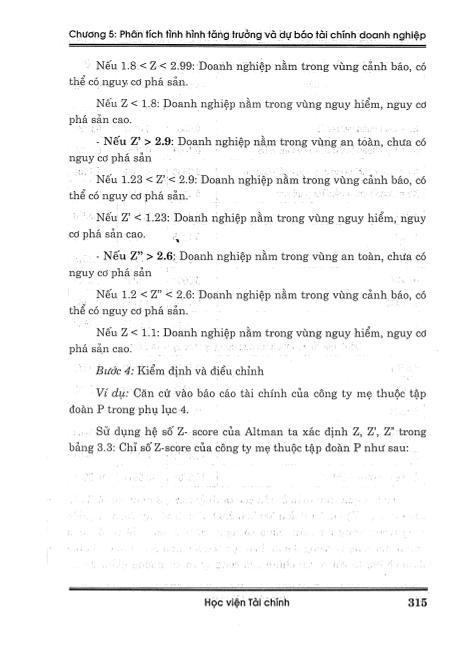 Chương 5: Phân tích tình hình tăng trưởng và dự báo tài chính doanh nghiệp
Nếu 1.8 < Z < 2.99: Doanh nghiệp nằm trong vùng cảnh báo, có
thể có nguy cơ phá sản.
Nếu Z < 1.8: Doanh nghiệp nằm trong vùng nguy hiểm, nguy cơ
phá sản cao.
- Nếu Z' > 2.9: Doanh nghiệp nằm trong vùng an toàn, chưa có
nguy cơ phá sản
Nếu 1.23 < Z' < 2.9: Doanh nghiệp nằm trong vùng cảnh báo, có
thể có nguy cơ phá sản.
Nếu Z' < 1.23: Doanh nghiệp nằm trong vùng nguy hiểm, nguy
cơ phá sản cao.
- Nếu Z" > 2.6: Doanh nghiệp nằm trong vùng an toàn, chưa có
nguy cơ phá sản
Nếu 1.2 < Z" < 2.6: Doanh nghiệp nằm trong vùng cảnh báo, có
thể có nguy cơ phá sản.
Nếu Z < 1.1: Doanh nghiệp nằm trong vùng nguy hiểm, nguy cơ
phá sản cao.
Bước 4: Kiểm định và điều chỉnh
Ví dụ: Căn cứ vào báo cáo tài chính của công ty mẹ thuộc tập
đoàn P trong phụ lục 4.
Sử dụng hệ số Z- score của Altman ta xác định Z, Z', Z" trong
bảng 3.3: Chỉ số Z-score của công ty mẹ thuộc tập đoàn P như sau:
Học viện Tài chính
315